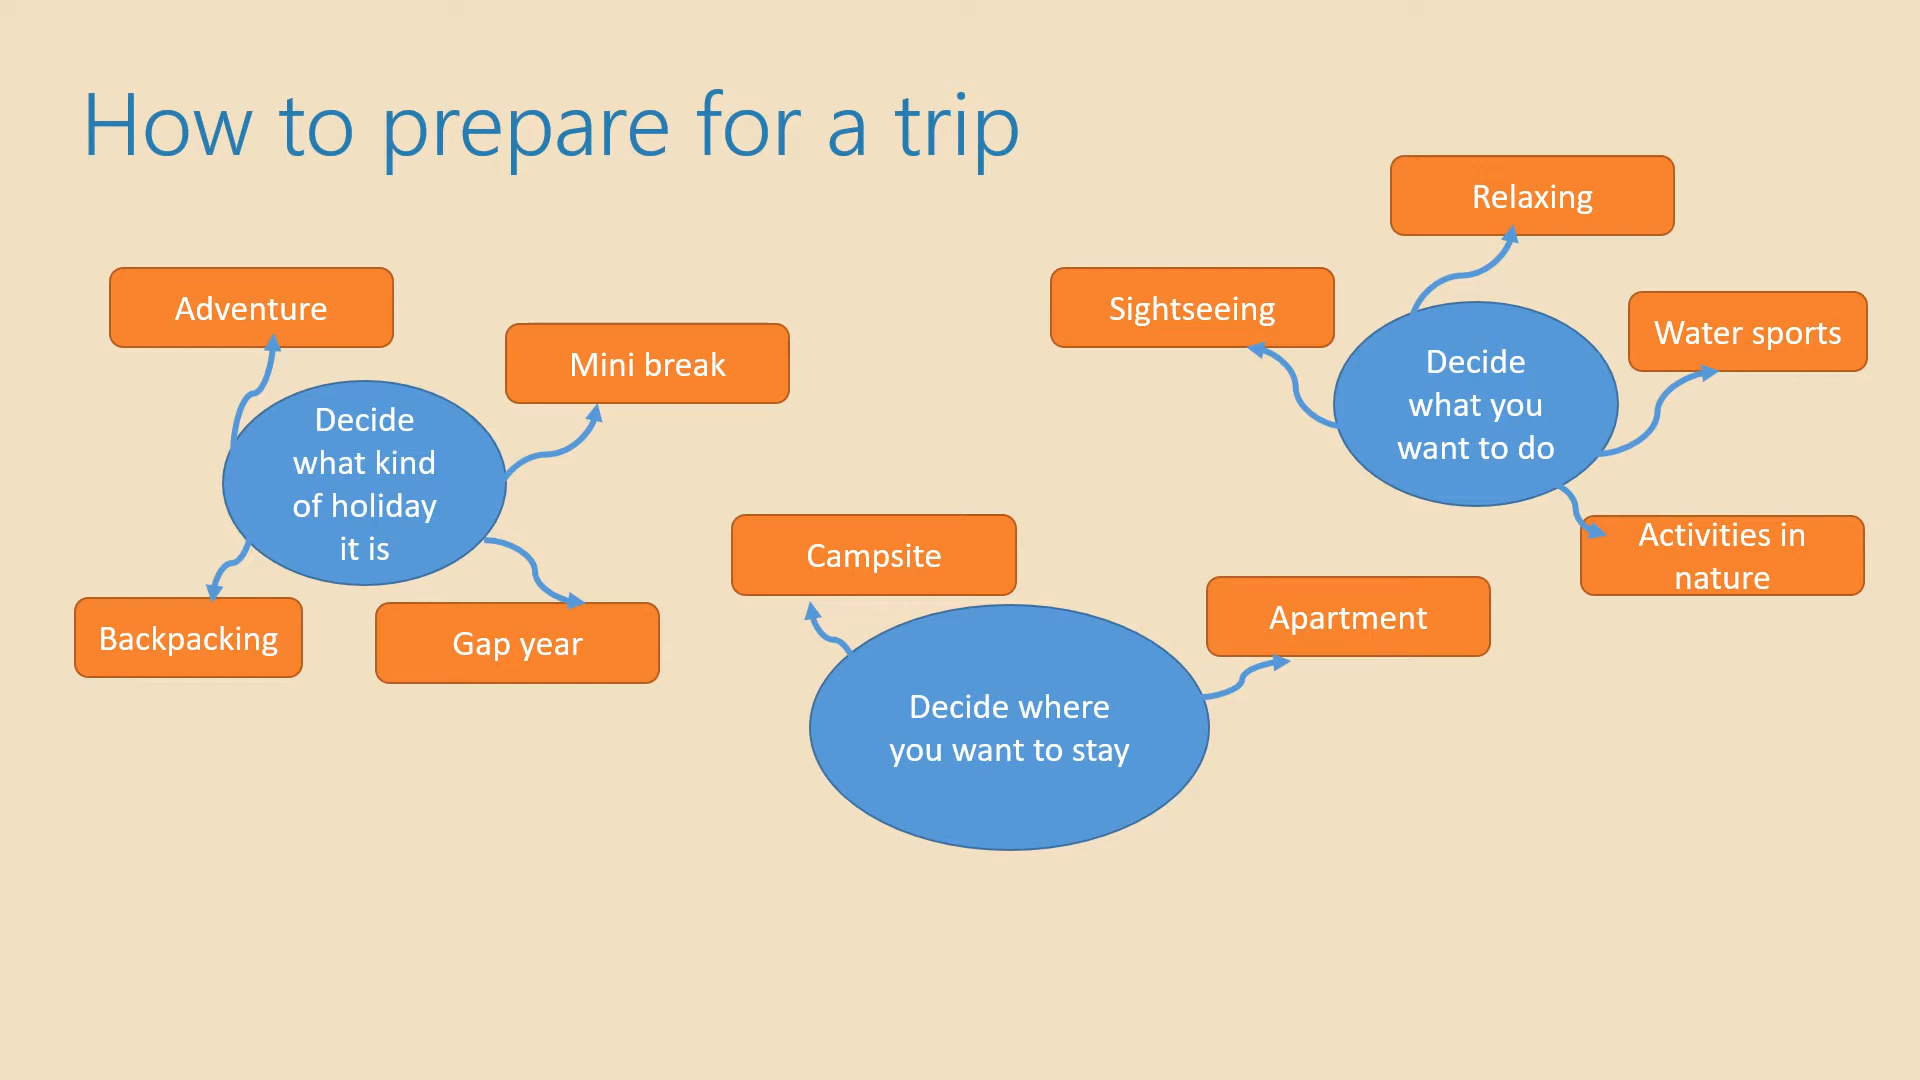 How to prepare for a trip
Adventure
Mini break
Decide
what kind
of holiday
it is
Backpacking
Gap year
Relaxing
Sightseeing
Water sports
Decide
what you
want to do
Activities in
nature
Campsite
Apartment
Decide where
you want to stay